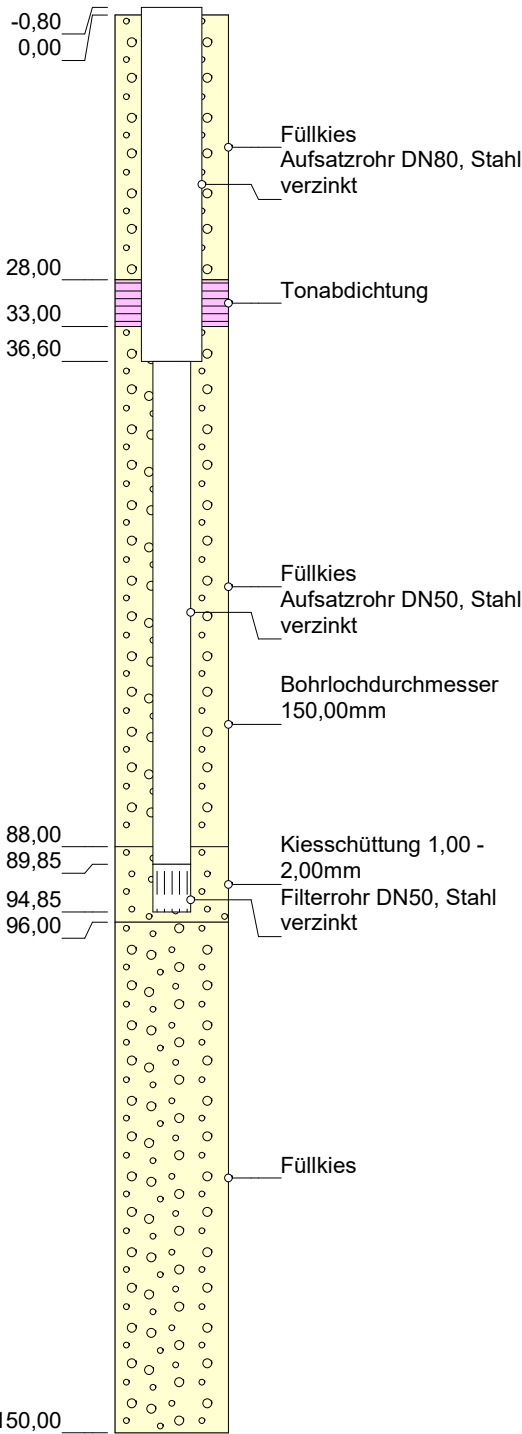 -0,80
0,00
Füllkies
Aufsatzrohr DN80, Stahl
verzinkt
28,00
Tonabdichtung
33,00
36,60
Füllkies
Aufsatzrohr DN50, Stahl
verzinkt
Bohrlochdurchmesser
150,00mm
88,00
Kiesschüttung 1,00 -
2,00mm
89,85
Filterrohr DN50, Stahl
verzinkt
94,85
96,00
Füllkies
150,00